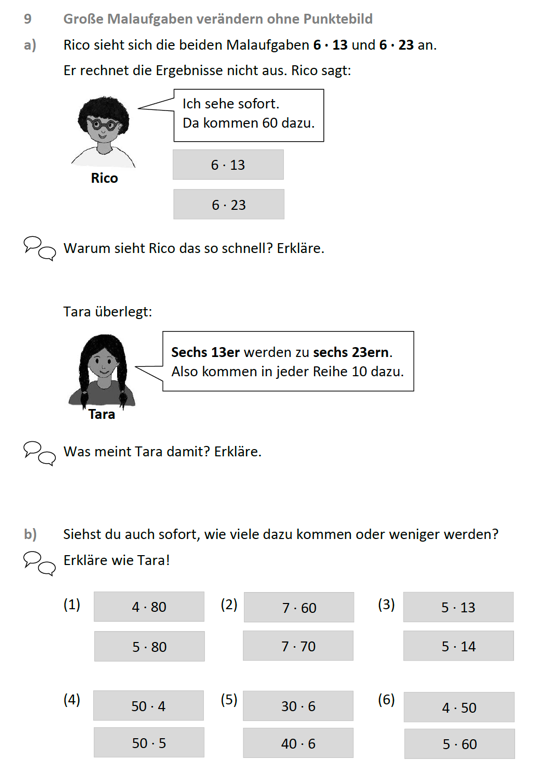 9 Große Malaufgaben verändern ohne Punktebild
a) Rico sieht sich die beiden Malaufgaben 6 · 13 und 6 · 23 an.
Er rechnet die Ergebnisse nicht aus. Rico sagt:
Ich sehe sofort.
Da kommen 60 dazu.
Rico
6 · 13
6 · 23
Warum sieht Rico das so schnell? Erkläre.
Tara überlegt:
Sechs 13er werden zu sechs 23ern.
Also kommen in jeder Reihe 10 dazu.
Tara
Was meint Tara damit? Erkläre.
b) Siehst du auch sofort, wie viele dazu kommen oder weniger werden?
Erkläre wie Tara!
(1) 4 · 80 (2) 7 · 60 (3) 5 · 13
5 · 80 7 · 70 5 · 14
(4) 50 · 4 (5) 30 · 6 (6) 4 · 50
50 · 5 40 · 6 5 · 60